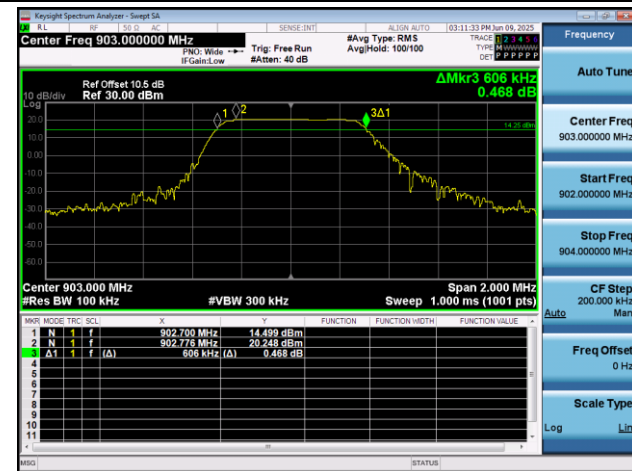 Keysight Spectrum Analyzer - Swept SA
RL RF 50 Ω AC SENSE:INT ALIGN AUTO 03:11:33 PM Jun 09, 2025
Center Freq 903.000000 MHz
PNO: Wide
IFGain:Low
Trig: Free Run
#Atten: 40 dB
#Avg Type: RMS
Avg|Hold: 100/100
TRACE 1 2 3 4 5 6
TYPE M W W W W W
DET P P P P P P
Ref Offset 10.5 dB
Ref 30.00 dBm
10 dB/div
Log
ΔMkr3 606 kHz
0.468 dB
20.0
10.0
0.00
-10.0
-20.0
-30.0
-40.0
-50.0
-60.0
1
2
3Δ1
14.25 dBm
Center 903.000 MHz
Span 2.000 MHz
#Res BW 100 kHz
#VBW 300 kHz
Sweep 1.000 ms (1001 pts)
MKR MODE TRC SCL X Y FUNCTION FUNCTION WIDTH FUNCTION VALUE
1 N 1 f 902.700 MHz 14.499 dBm
2 N 1 f 902.776 MHz 20.248 dBm
3 Δ1 1 f (Δ) 606 kHz (Δ) 0.468 dB
4
5
6
7
8
9
10
11
MSG
STATUS
Frequency
Auto Tune
Center Freq
903.000000 MHz
Start Freq
902.000000 MHz
Stop Freq
904.000000 MHz
CF Step
200.000 kHz
Auto Man
Freq Offset
0 Hz
Scale Type
Log Lin